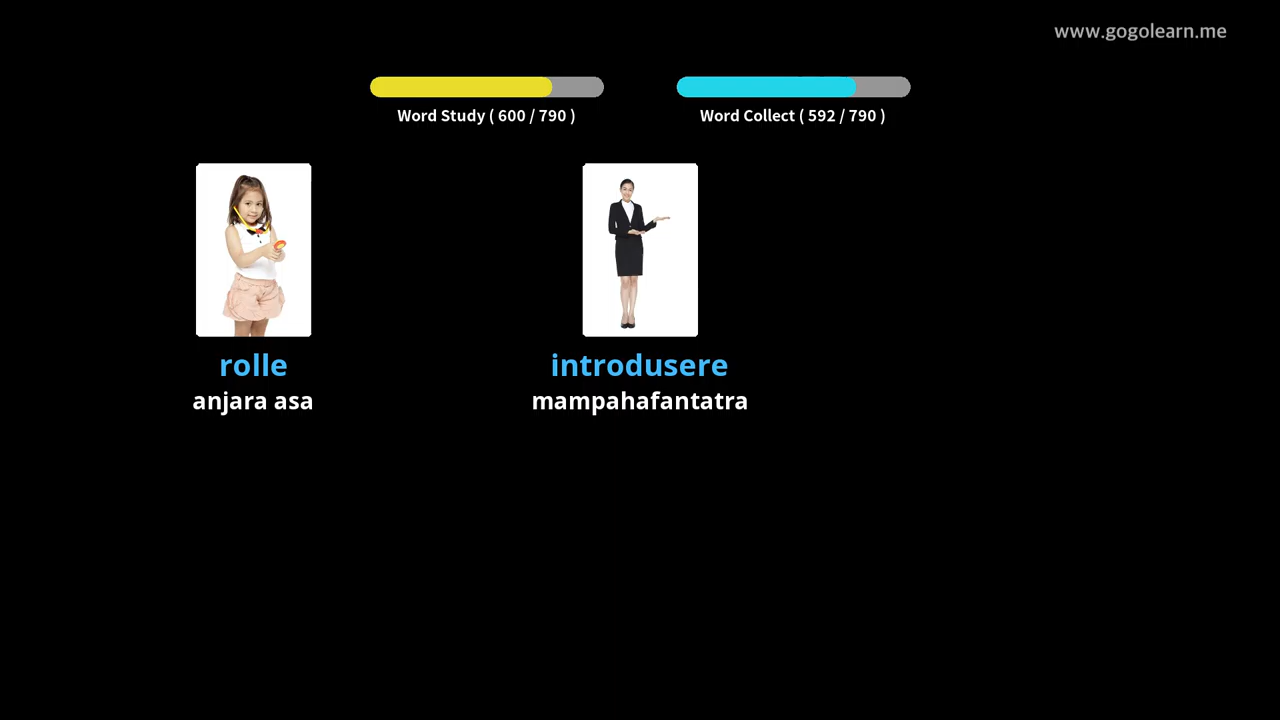 www.gogolearn.me
Word Study ( 600 / 790 )
Word Collect ( 592 / 790 )
rolle
anjara asa
introdusere
mampahafantatra